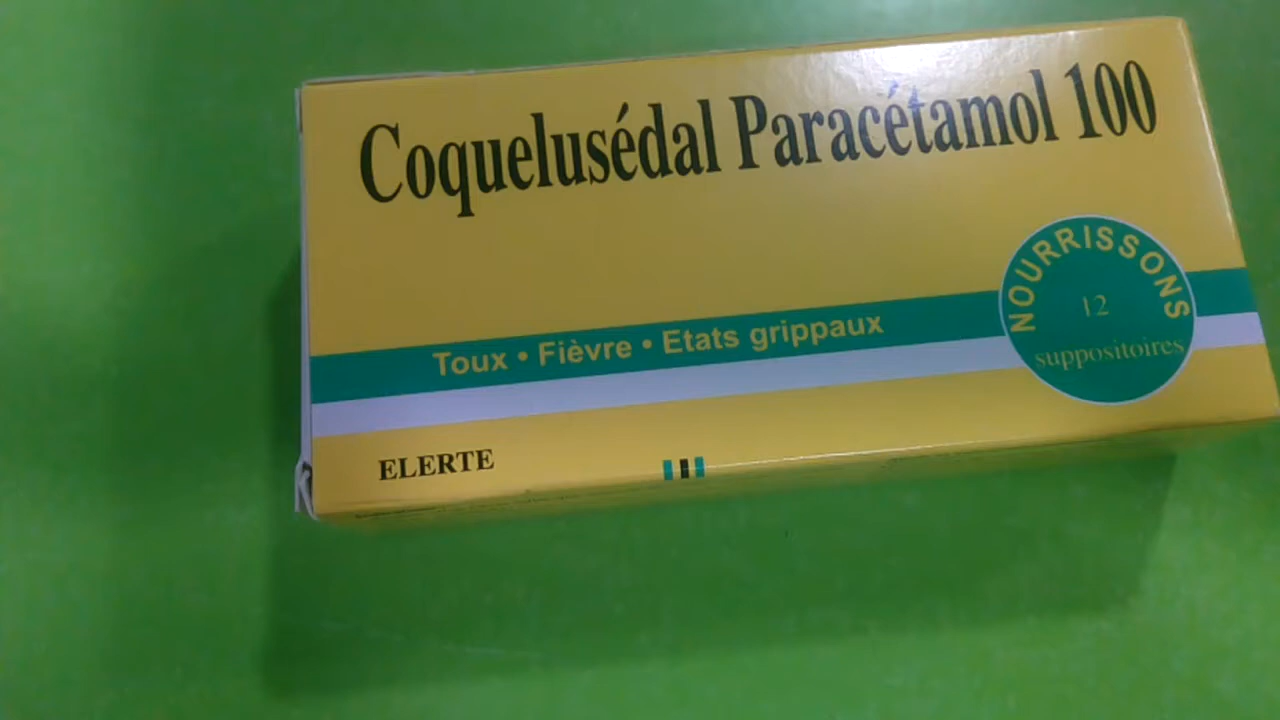 Coquelusédal Paracétamol 100
NOURRISSONS
12
suppositoires
Toux • Fièvre • Etats grippaux
ELERTE